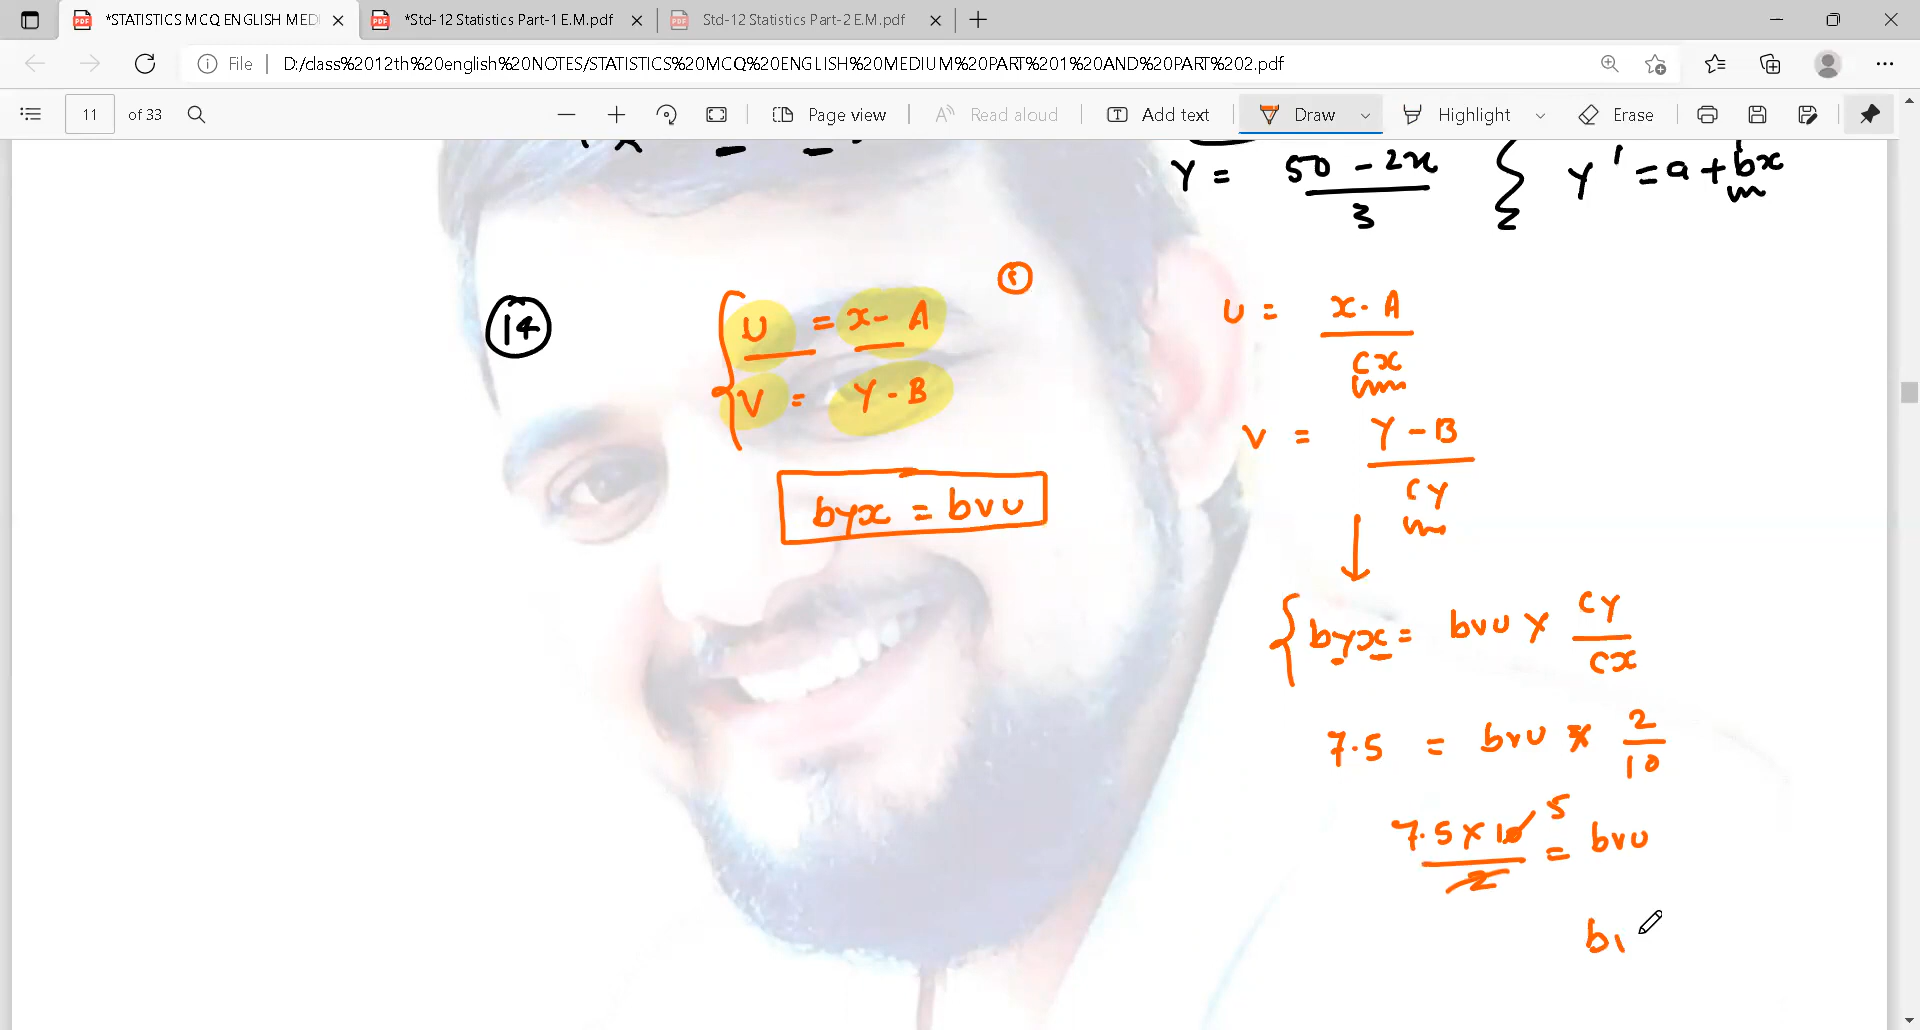 *STATISTICS MCQ ENGLISH MED
*Std-12 Statistics Part-1 E.M.pdf
Std-12 Statistics Part-2 E.M.pdf
File
D:/class%2012th%20english%20NOTES/STATISTICS%20MCQ%20ENGLISH%20MEDIUM%20PART%201%20AND%20PART%202.pdf
11 of 33
Page view
Read aloud
Add text
Draw
Highlight
Erase
Y = 50 - 2x / 3
Y' = a + bx
14
U = x - A
V = Y - B
byx = bvu
U = x - A / cx
V = Y - B / cy
byx = bvu × cy / cx
7.5 = bvu × 2 / 10
7.5 × 10 / 2 5 = bvu